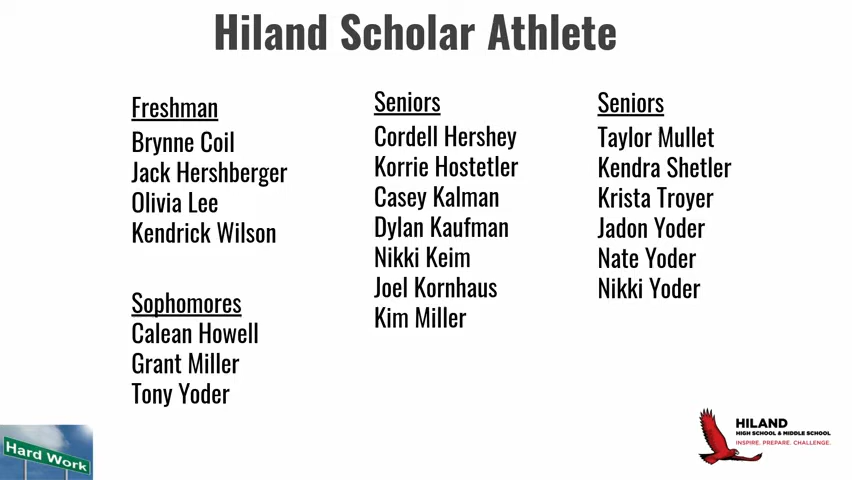 Hiland Scholar Athlete
Freshman
Brynne Coil
Jack Hershberger
Olivia Lee
Kendrick Wilson
Sophomores
Calean Howell
Grant Miller
Tony Yoder
Seniors
Cordell Hershey
Korrie Hostetler
Casey Kalman
Dylan Kaufman
Nikki Keim
Joel Kornhaus
Kim Miller
Seniors
Taylor Mullet
Kendra Shetler
Krista Troyer
Jadon Yoder
Nate Yoder
Nikki Yoder
Hard Work
HILAND
HIGH SCHOOL & MIDDLE SCHOOL
INSPIRE. PREPARE. CHALLENGE.